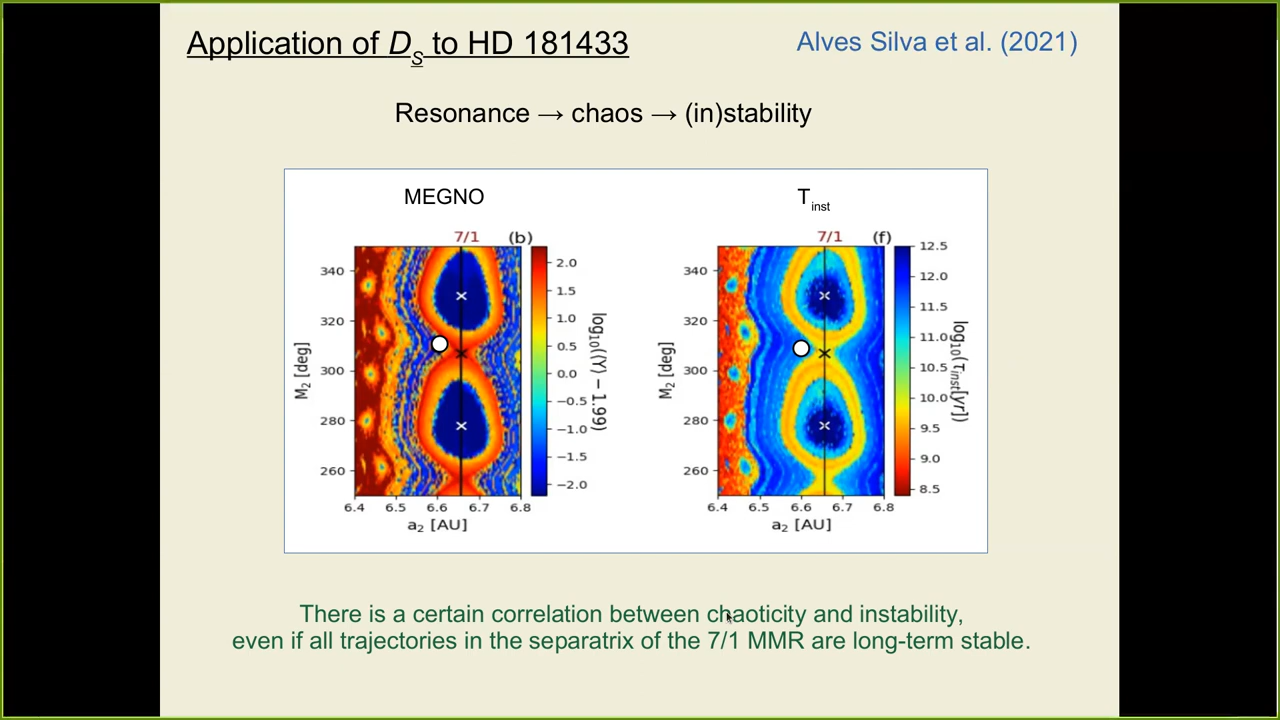 Application of D_S to HD 181433
Alves Silva et al. (2021)
Resonance → chaos → (in)stability
MEGNO
T_inst
7/1 (b)
340
320
300
280
260
M₂ [deg]
6.4 6.5 6.6 6.7 6.8
a₂ [AU]
2.0
1.5
1.0
0.5
0.0
−0.5
−1.0
−1.5
−2.0
log₁₀(⟨Y⟩ − 1.99)
7/1 (f)
340
320
300
280
260
M₂ [deg]
6.4 6.5 6.6 6.7 6.8
a₂ [AU]
12.5
12.0
11.5
11.0
10.5
10.0
9.5
9.0
8.5
log₁₀(τ_inst[yr])
There is a certain correlation between chaoticity and instability,
even if all trajectories in the separatrix of the 7/1 MMR are long-term stable.